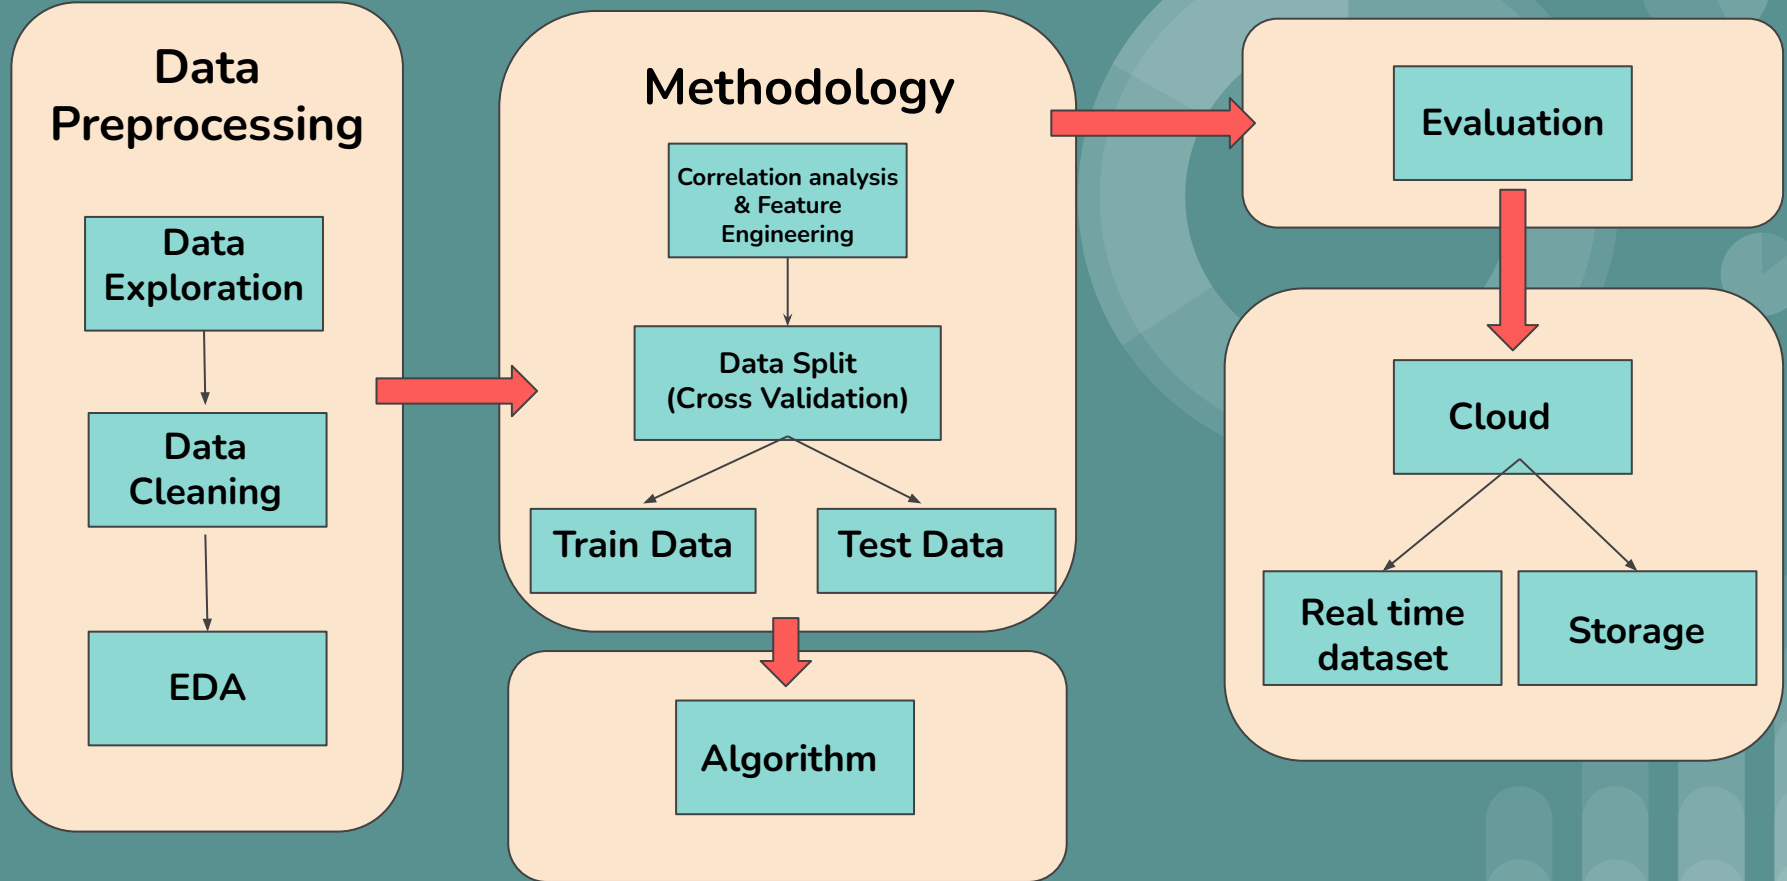 Data
Preprocessing
Data
Exploration
Data
Cleaning
EDA
Methodology
Correlation analysis
& Feature
Engineering
Data Split
(Cross Validation)
Train Data
Test Data
Algorithm
Evaluation
Cloud
Real time
dataset
Storage